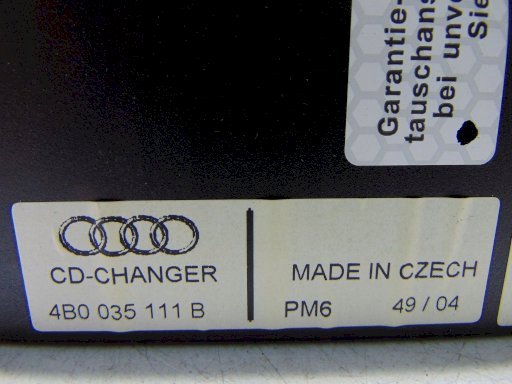 Garantie-
tauschans
bei unv
Sie
CD-CHANGER
4B0 035 111 B
MADE IN CZECH
PM6 49 / 04